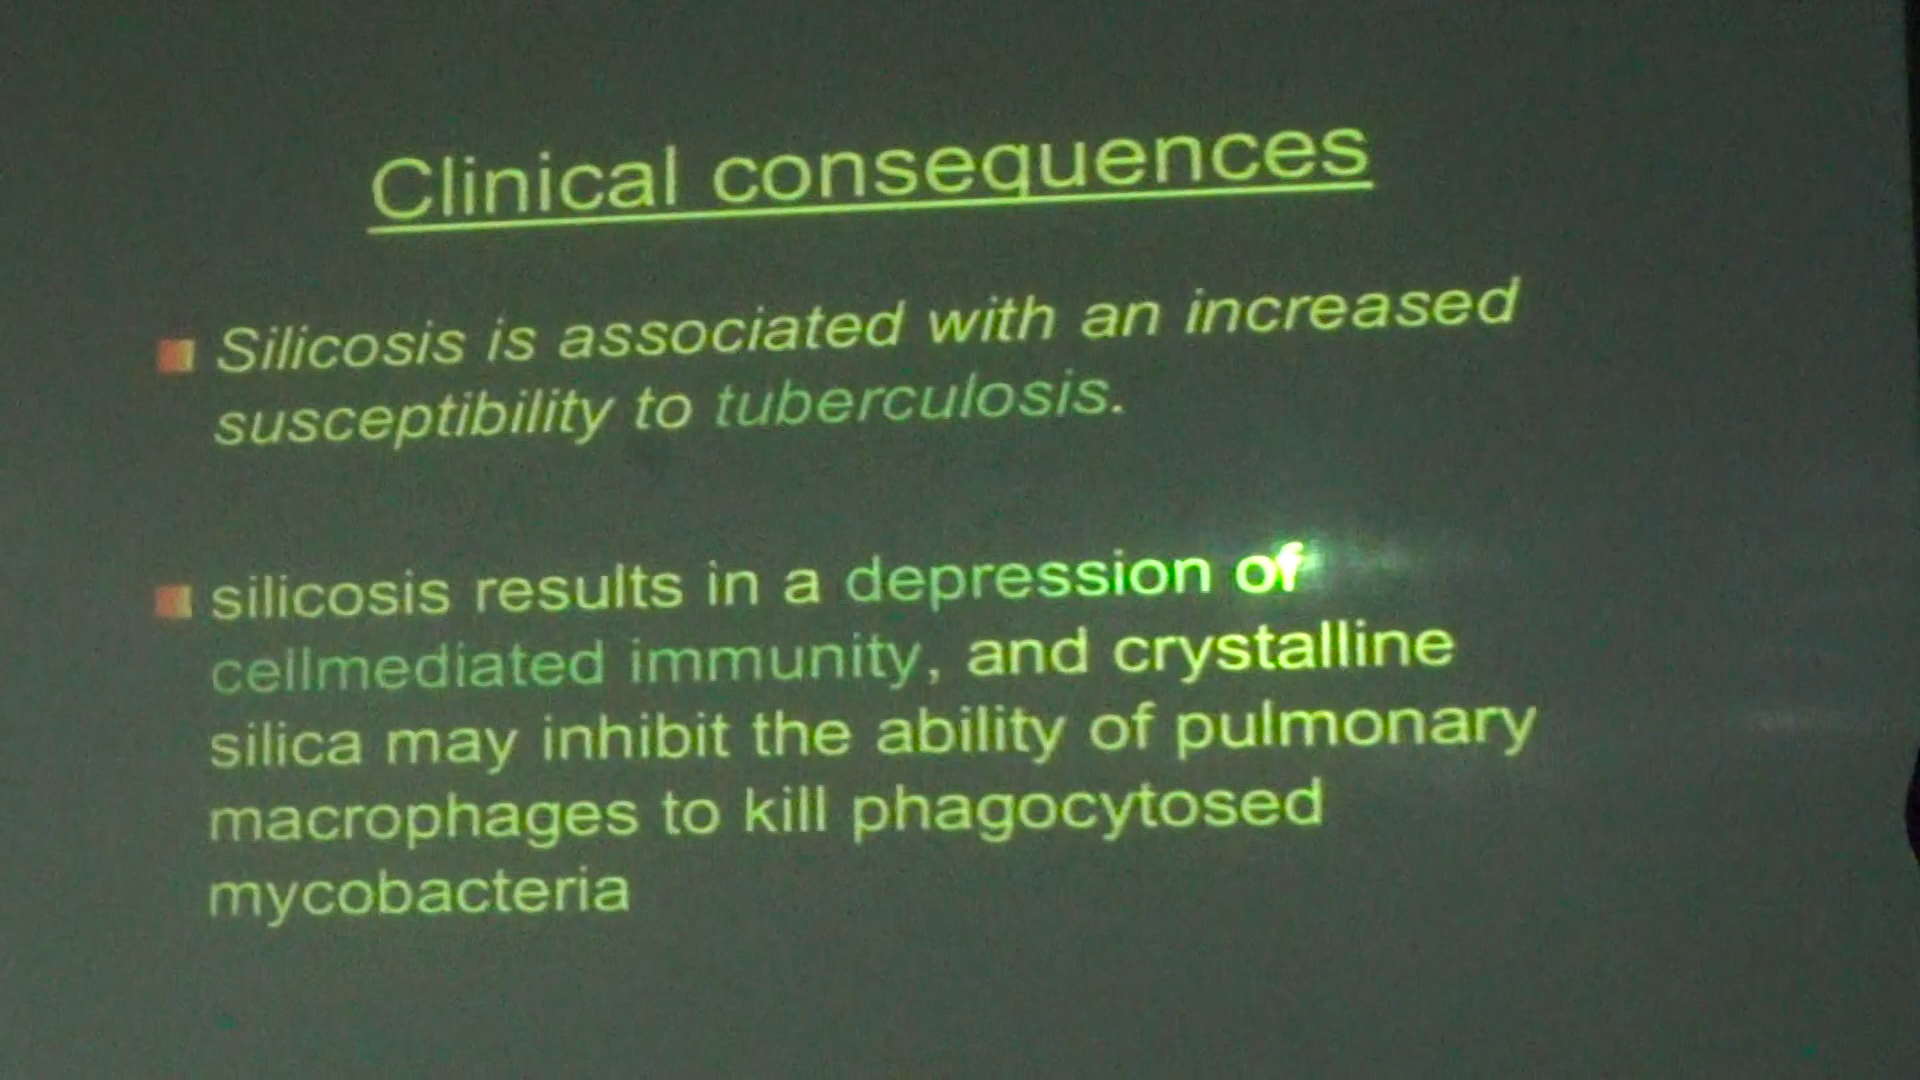 Clinical consequences
Silicosis is associated with an increased
susceptibility to tuberculosis.
silicosis results in a depression of
cellmediated immunity, and crystalline
silica may inhibit the ability of pulmonary
macrophages to kill phagocytosed
mycobacteria